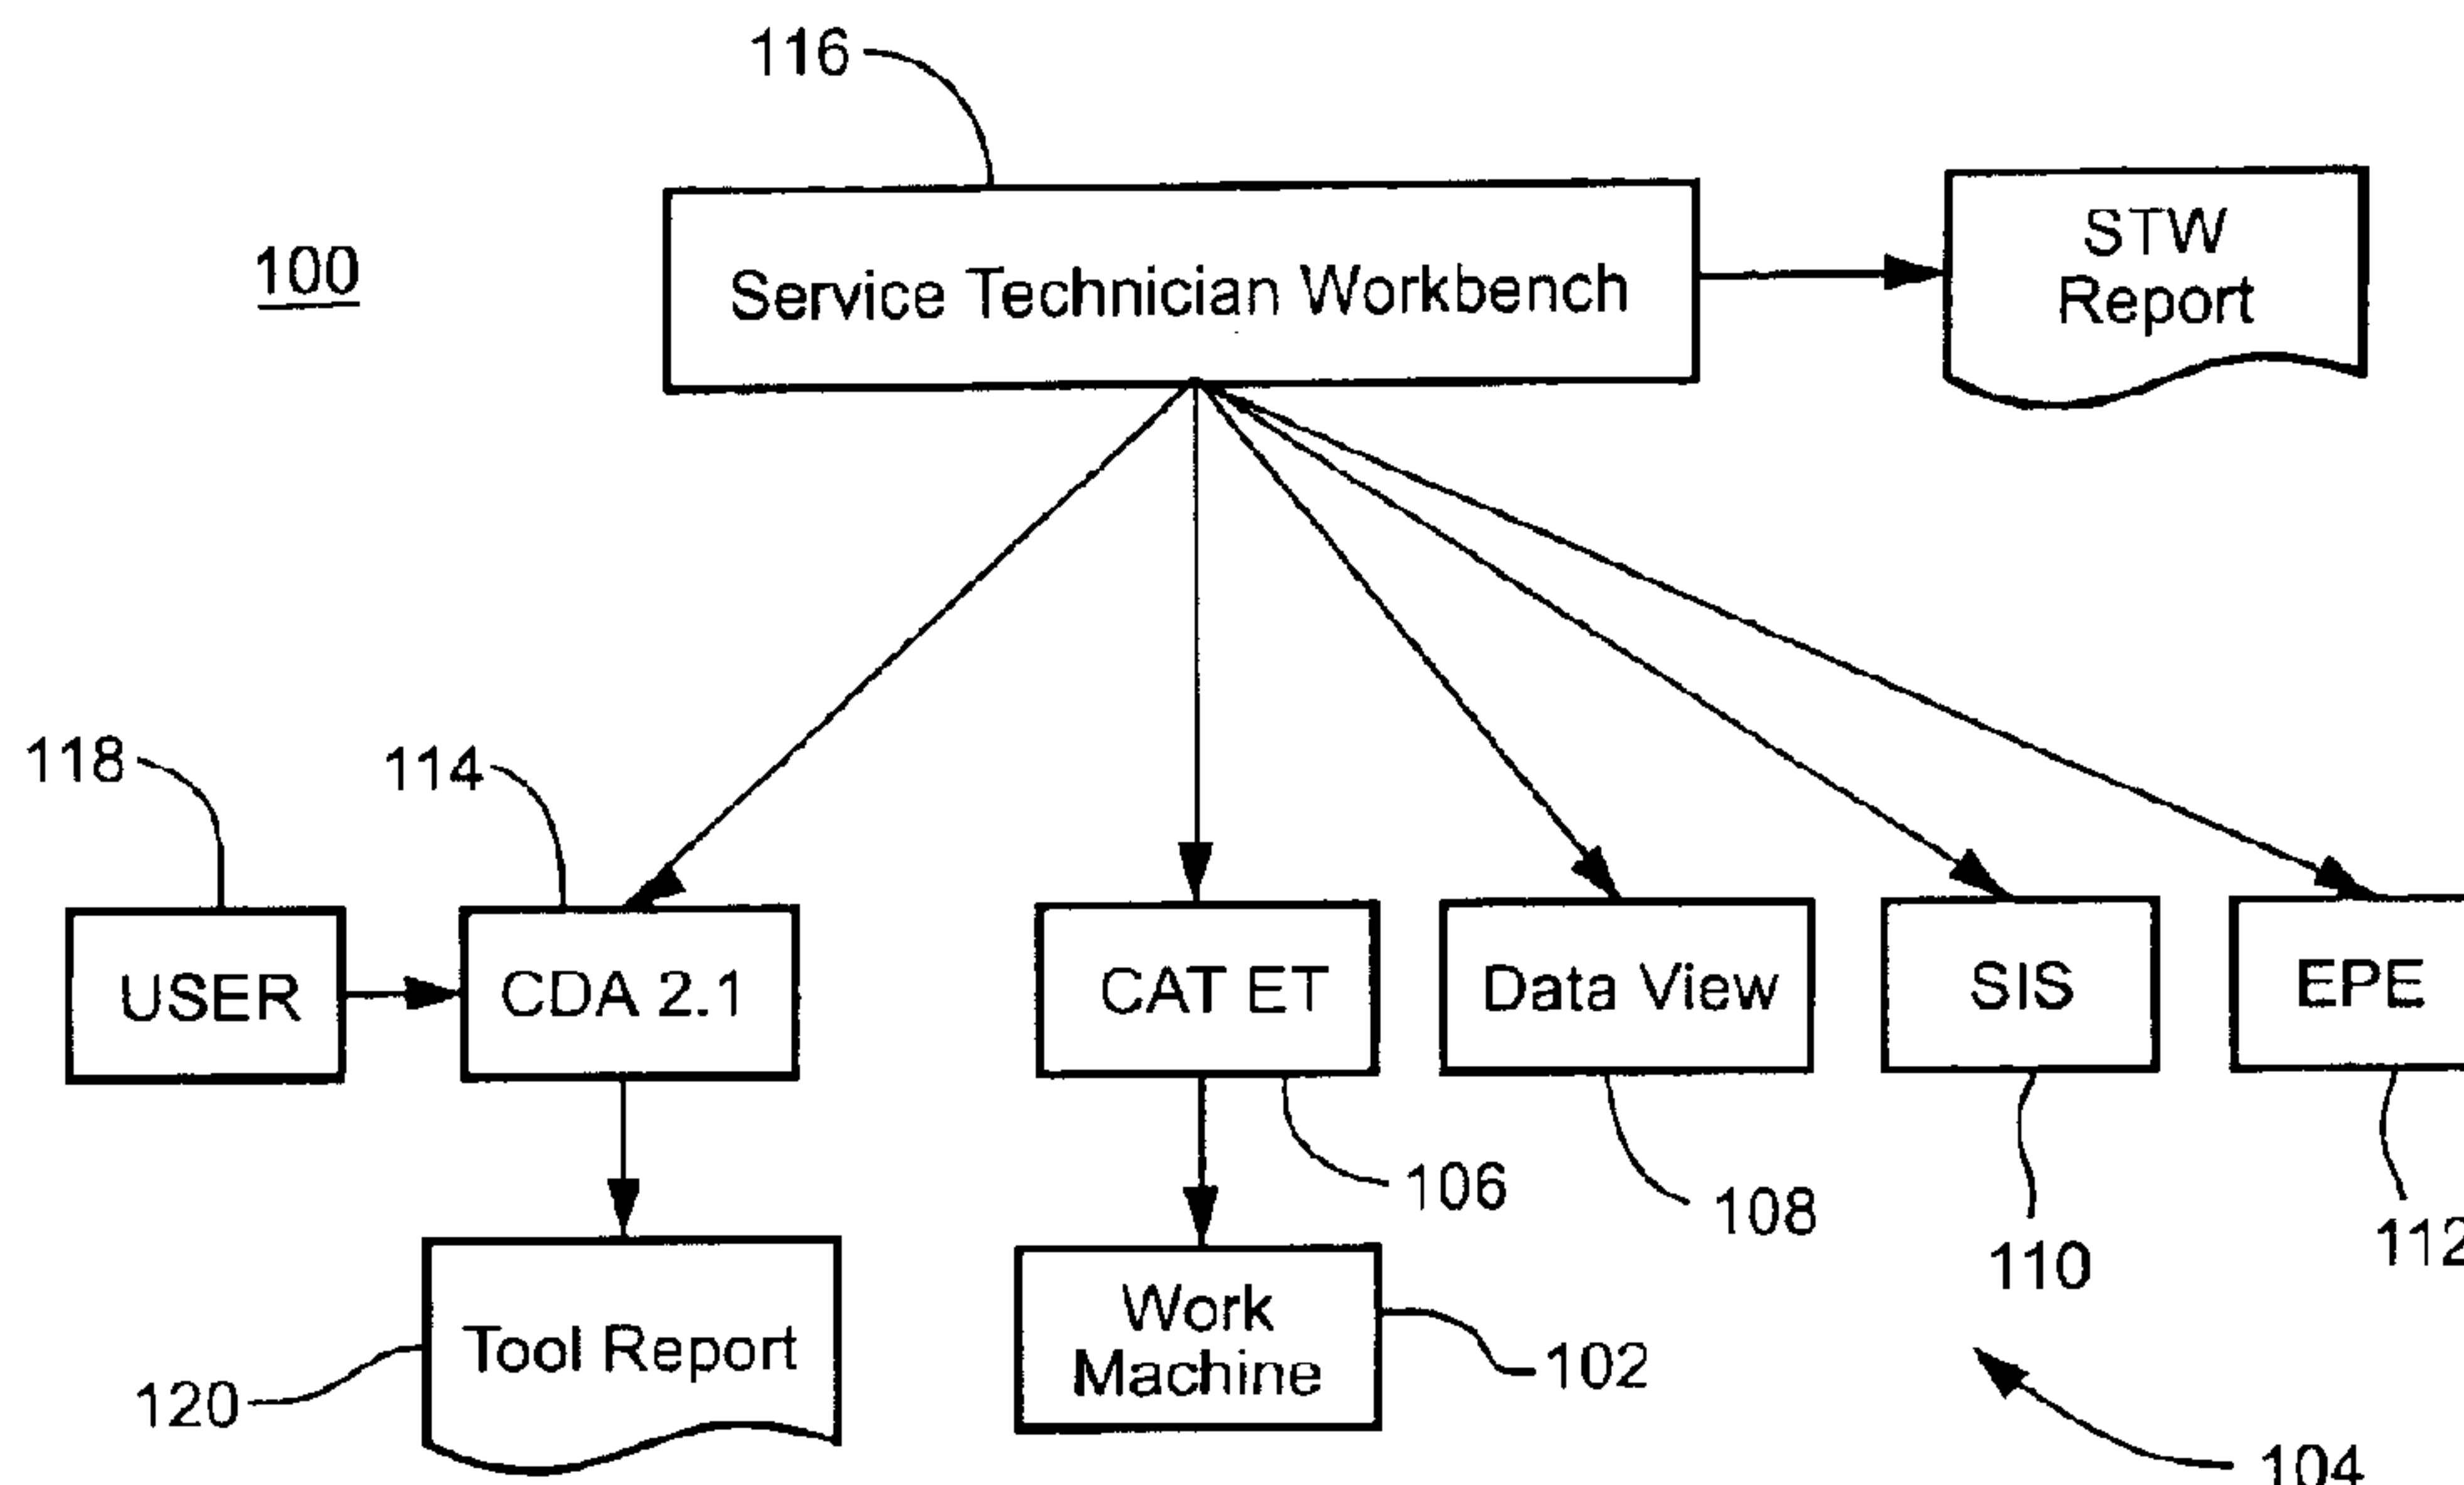 116
100
Service Technician Workbench
STW
Report
118
114
USER
CDA 2.1
CAT ET
Data View
SIS
EPE
106
108
110
112
Tool Report
Work
Machine
120
102
104